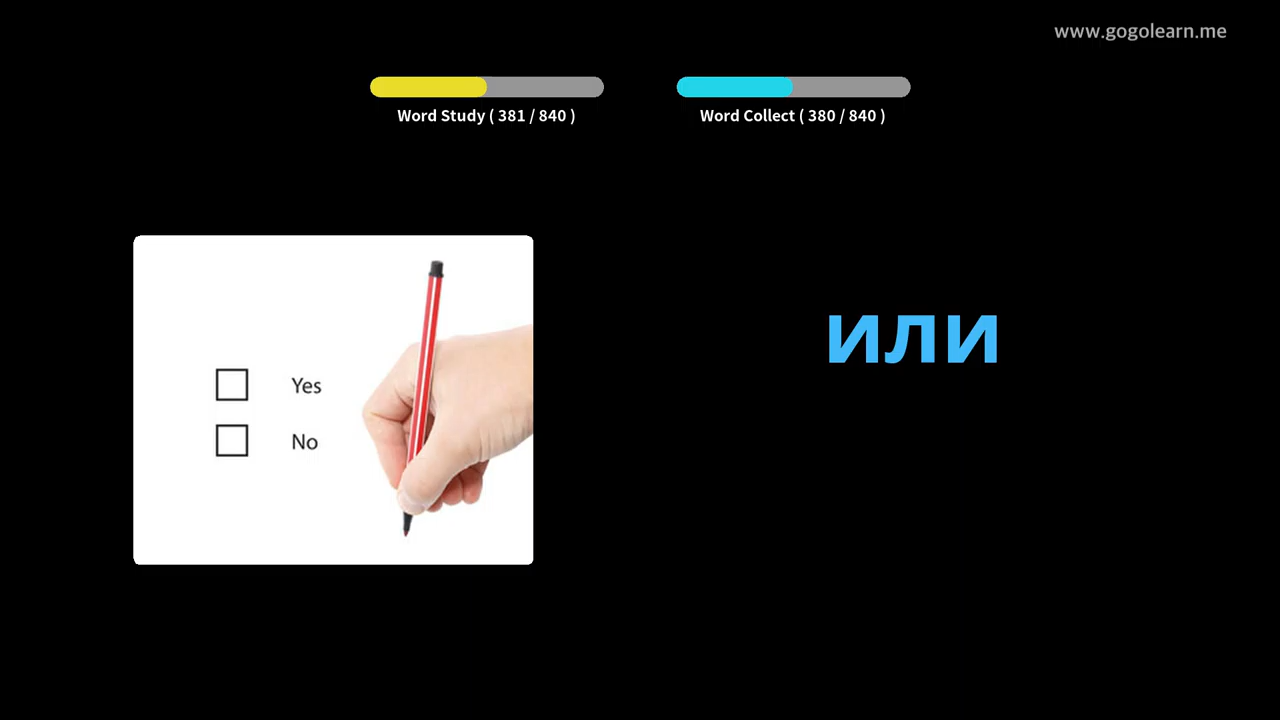 www.gogolearn.me
Word Study ( 381 / 840 )
Word Collect ( 380 / 840 )
Yes
No
или